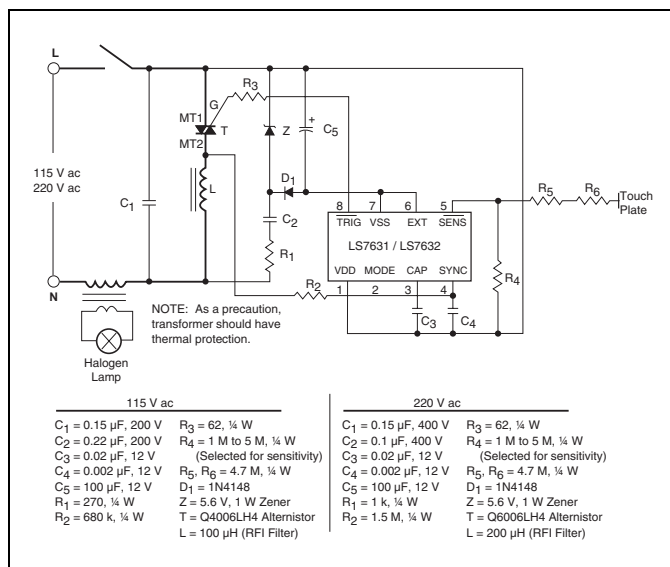 L
R3
G
MT1
T
MT2
Z
+
C5
115 V ac
220 V ac
C1
L
D1
C2
R1
8 7 6 5
TRIG VSS EXT SENS
LS7631 / LS7632
VDD MODE CAP SYNC
1 2 3 4
R5
R6
Touch
Plate
R4
N
R2
C3
C4
NOTE: As a precaution,
transformer should have
thermal protection.
Halogen
Lamp
115 V ac
C1 = 0.15 µF, 200 V
C2 = 0.22 µF, 200 V
C3 = 0.02 µF, 12 V
C4 = 0.002 µF, 12 V
C5 = 100 µF, 12 V
R1 = 270, ¼ W
R2 = 680 k, ¼ W
R3 = 62, ¼ W
R4 = 1 M to 5 M, ¼ W
(Selected for sensitivity)
R5, R6 = 4.7 M, ¼ W
D1 = 1N4148
Z = 5.6 V, 1 W Zener
T = Q4006LH4 Alternistor
L = 100 µH (RFI Filter)
220 V ac
C1 = 0.15 µF, 400 V
C2 = 0.1 µF, 400 V
C3 = 0.02 µF, 12 V
C4 = 0.002 µF, 12 V
C5 = 100 µF, 12 V
R1 = 1 k, ¼ W
R2 = 1.5 M, ¼ W
R3 = 62, ¼ W
R4 = 1 M to 5 M, ¼ W
(Selected for sensitivity)
R5, R6 = 4.7 M, ¼ W
D1 = 1N4148
Z = 5.6 V, 1 W Zener
T = Q6006LH4 Alternistor
L = 200 µH (RFI Filter)